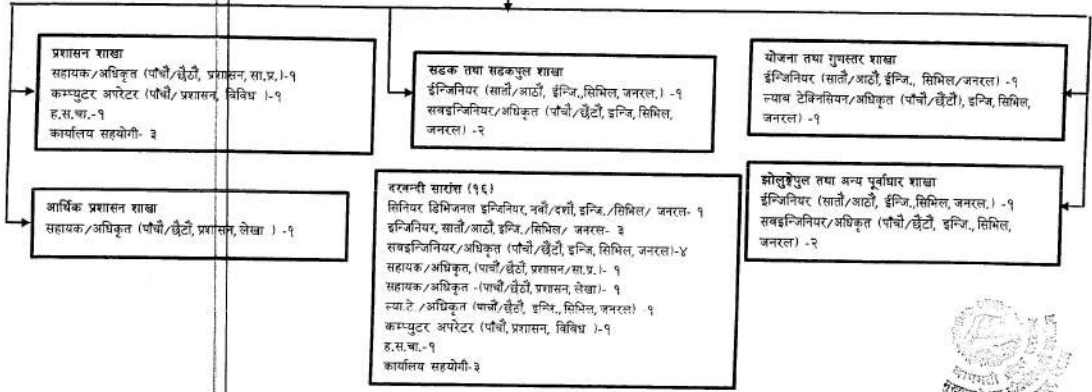 प्रशासन शाखा
सहायक/अधिकृत (पाँचौं/छैठौं, प्रशासन, सा.प्र.)-१
कम्प्युटर अपरेटर (पाँचौं/ प्रशासन, विविध )-१
ह.स.चा.-१
कार्यालय सहयोगी- ३
सडक तथा सडकपुल शाखा
ईन्जिनियर (सातौं/आठौं, ईन्जि.,सिभिल, जनरल.) -१
सवइन्जिनियर/अधिकृत (पाँचौं/छैटौं, इन्जि, सिभिल,
जनरल) -२
योजना तथा गुणस्तर शाखा
ईन्जिनियर (सातौं/आठौं, ईन्जि., सिभिल/जनरल) -१
ल्याब टेक्निसियन/अधिकृत (पाँचौं/छैटौं), इन्जि, सिभिल,
जनरल) -१
आर्थिक प्रशासन शाखा
सहायक/अधिकृत (पाँचौं/छैटौं, प्रशासन, लेखा ) -१
दरवन्दी सारांश (१६)
सिनियर डिभिजनल इन्जिनियर, नवौं/दशौं, इन्जि./सिभिल/ जनरल- १
इन्जिनियर, सातौं/आठौं, इन्जि./सिभिल/ जनरल- ३
सबइन्जिनियर/अधिकृत (पाँचौं/छैटौं, इन्जि, सिभिल, जनरल)-४
सहायक/अधिकृत, (पाचौं/छैठौं, प्रशासन/सा.प्र.)- १
सहायक/अधिकृत -(पाचौं/छैठौं, प्रशासन, लेखा)- १
ल्या.टे./अधिकृत (पाचौं/छैटौं, इन्जि., सिभिल, जनरल) -१
कम्प्युटर अपरेटर (पाँचौं, प्रशासन, विविध )-१
ह.स.चा.-१
कार्यालय सहयोगी-३
झोलुङ्गेपुल तथा अन्य पूर्वाधार शाखा
ईन्जिनियर (सातौं/आठौं, ईन्जि.,सिभिल, जनरल.) -१
सबइन्जिनियर/अधिकृत (पाँचौं/छैटौं, इन्जि., सिभिल,
जनरल) -२
बागमती